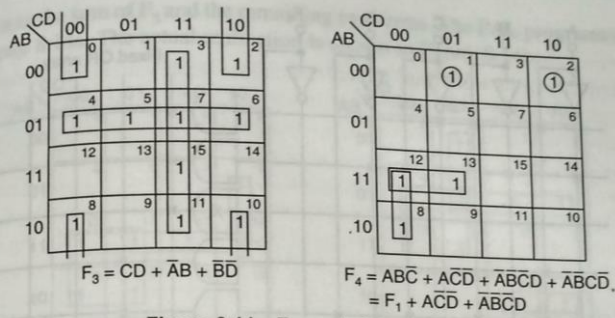 CD
AB
00 01 11 10
0 1 3 2
00 1 1 1
4 5 7 6
01 1 1 1 1
12 13 15 14
11 1
8 9 11 10
10 1 1 1
F₃ = CD + A̅B + B̅D̅
CD
AB
00 01 11 10
0 1 3 2
00 1 1
4 5 7 6
01
12 13 15 14
11 1 1
8 9 11 10
.10 1
F₄ = ABC̅ + AC̅D̅ + A̅B̅C̅D + A̅B̅CD̅.
= F₁ + AC̅D̅ + A̅B̅C̅D